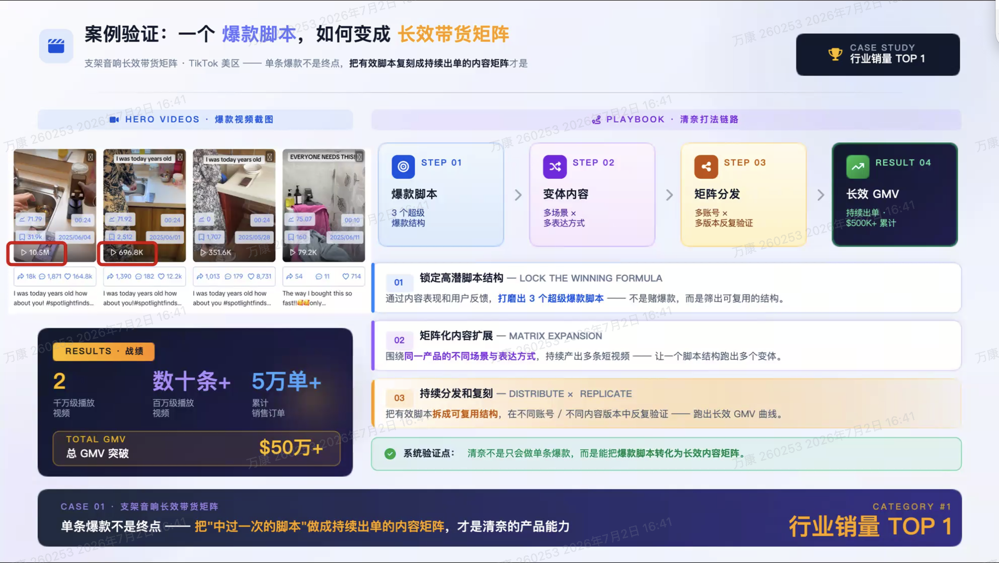 案例验证：一个 爆款脚本，如何变成 长效带货矩阵
支架音响长效带货矩阵 · TikTok 美区 —— 单条爆款不是终点，把有效脚本复刻成持续出单的内容矩阵才是
CASE STUDY
行业销量 TOP 1
HERO VIDEOS · 爆款视频截图
71.79
00:24
31.9k
2025/06/04
10.5M
18k 1,871 164.8k
I was today years old how
about you! #spotlightfinds...
I was today years old
71.92
00:24
2,512
2025/06/01
696.8K
1,390 182 12.2k
I was today years old how
about you!#spotlightfinds...
I was today years old
0
00:24
1,707
2025/05/28
351.6K
1,013 179 8,731
I was today years old how
about you #spotlightfinds...
EVERYONE NEEDS THIS!
75.07
00:10
160
2025/06/11
79.2K
54 11 714
The way I bought this so
fast!!🥰🥰only...
RESULTS · 战绩
2
千万级播放
视频
数十条+
百万级播放
视频
5万单+
累计
销售订单
TOTAL GMV
总 GMV 突破
$50万+
PLAYBOOK · 清奈打法链路
STEP 01
爆款脚本
3 个超级
爆款结构
STEP 02
变体内容
多场景 ×
多表达方式
STEP 03
矩阵分发
多账号 ×
多版本反复验证
RESULT 04
长效 GMV
持续出单 ·
$500K+ 累计
01
锁定高潜脚本结构 — LOCK THE WINNING FORMULA
通过内容表现和用户反馈，打磨出 3 个超级爆款脚本 —— 不是赌爆款，而是筛出可复用的结构。
02
矩阵化内容扩展 — MATRIX EXPANSION
围绕同一产品的不同场景与表达方式，持续产出多条短视频 —— 让一个脚本结构跑出多个变体。
03
持续分发和复刻 — DISTRIBUTE × REPLICATE
把有效脚本拆成可复用结构，在不同账号 / 不同内容版本中反复验证 —— 跑出长效 GMV 曲线。
系统验证点： 清奈不是只会做单条爆款，而是能把爆款脚本转化为长效内容矩阵。
CASE 01 · 支架音响长效带货矩阵
单条爆款不是终点 —— 把"中过一次的脚本"做成持续出单的内容矩阵，才是清奈的产品能力
CATEGORY #1
行业销量 TOP 1
万康 260253 2026年7月2日 16:41